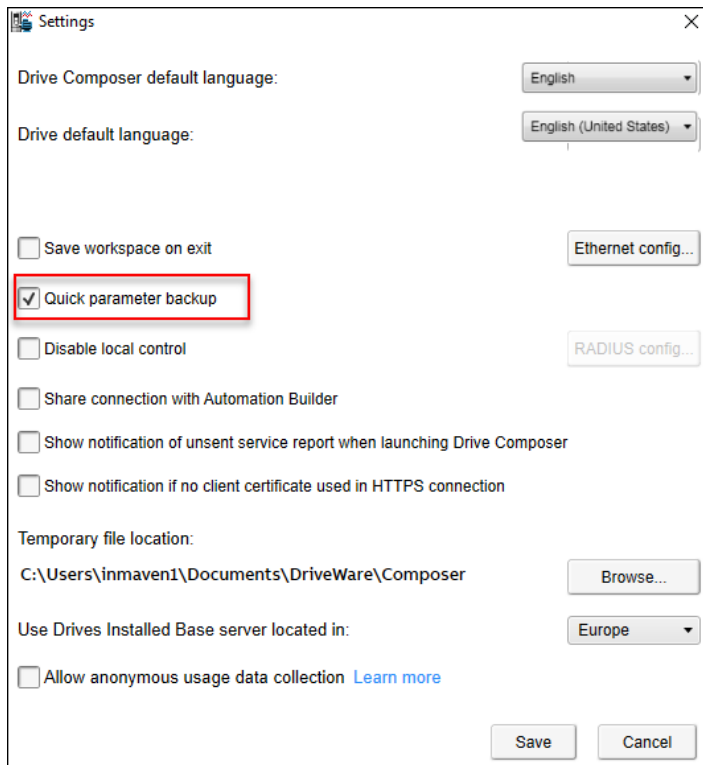 Settings
Drive Composer default language:
English
Drive default language:
English (United States)
Save workspace on exit
Ethernet config...
Quick parameter backup
Disable local control
RADIUS config...
Share connection with Automation Builder
Show notification of unsent service report when launching Drive Composer
Show notification if no client certificate used in HTTPS connection
Temporary file location:
C:\Users\inmaven1\Documents\DriveWare\Composer
Browse...
Use Drives Installed Base server located in:
Europe
Allow anonymous usage data collection Learn more
Save
Cancel